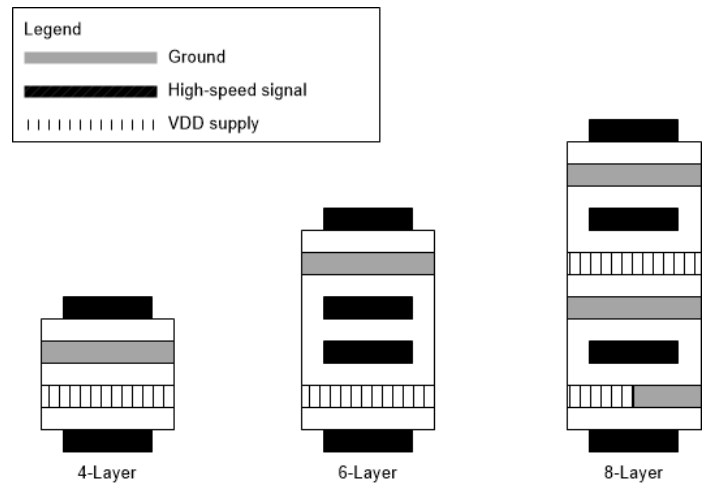 Legend
Ground
High-speed signal
VDD supply
4-Layer
6-Layer
8-Layer